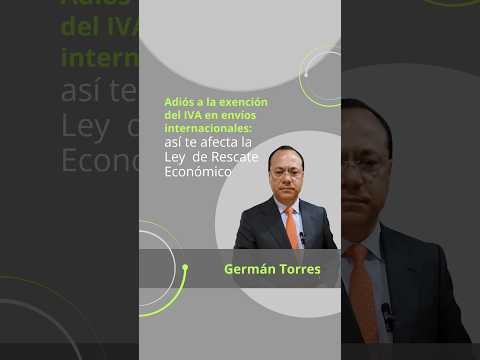 Adiós a la exención
del IVA en envíos
internacionales:
así te afecta la
Ley de Rescate
Económico
Germán Torres